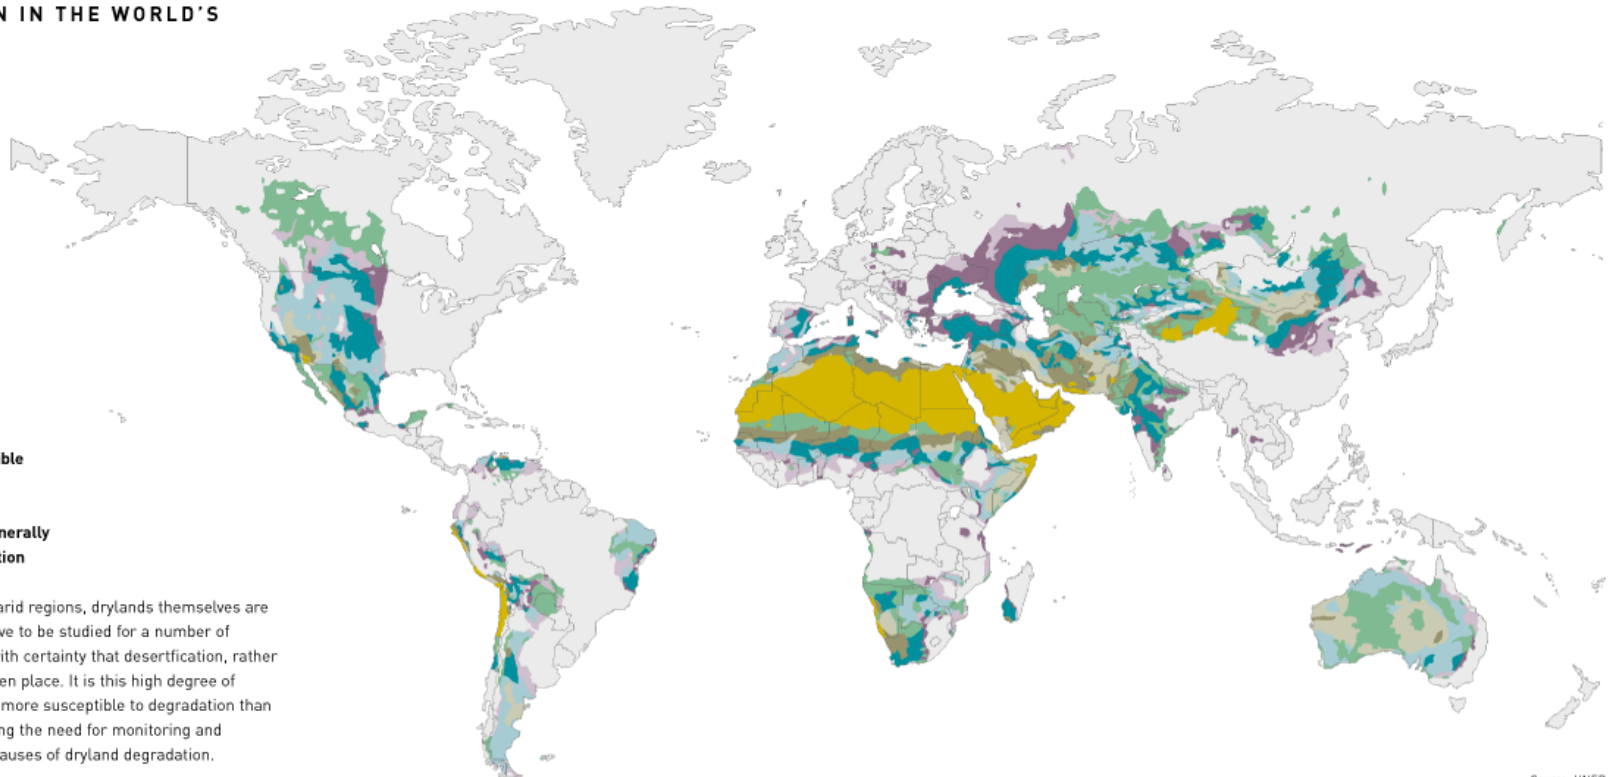 N IN THE WORLD'S
ible
nerally
tion
arid regions, drylands themselves are
ve to be studied for a number of
ith certainty that desertfication, rather
en place. It is this high degree of
more susceptible to degradation than
ng the need for monitoring and
auses of dryland degradation.